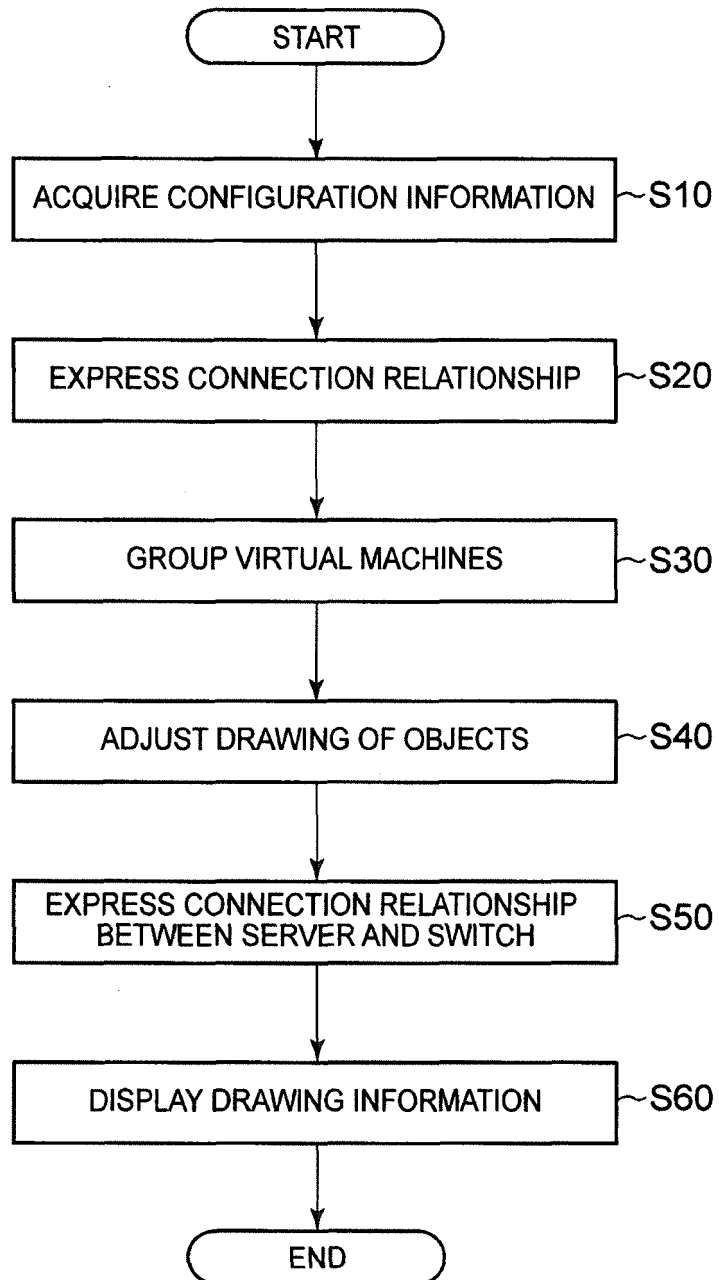 START
ACQUIRE CONFIGURATION INFORMATION ~S10
EXPRESS CONNECTION RELATIONSHIP ~S20
GROUP VIRTUAL MACHINES ~S30
ADJUST DRAWING OF OBJECTS ~S40
EXPRESS CONNECTION RELATIONSHIP
BETWEEN SERVER AND SWITCH ~S50
DISPLAY DRAWING INFORMATION ~S60
END